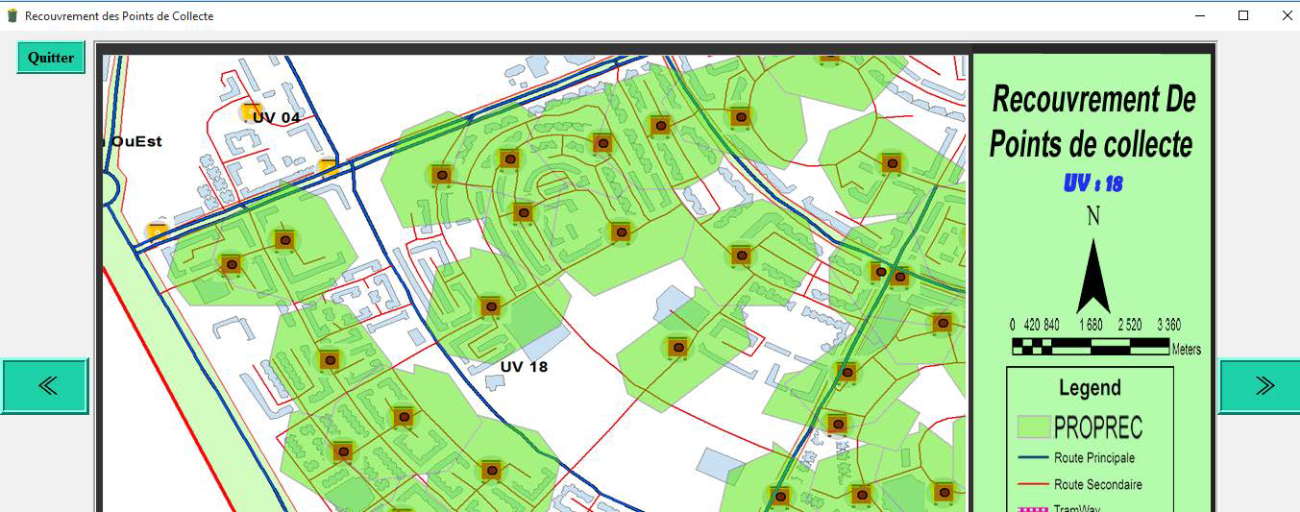 Recouvrement des Points de Collecte
Quitter
UV 04
OuEst
UV 18
Recouvrement De
Points de collecte
UV : 18
N
0 420 840 1 680 2 520 3 360
Meters
Legend
PROPREC
Route Principale
Route Secondaire
TramWay